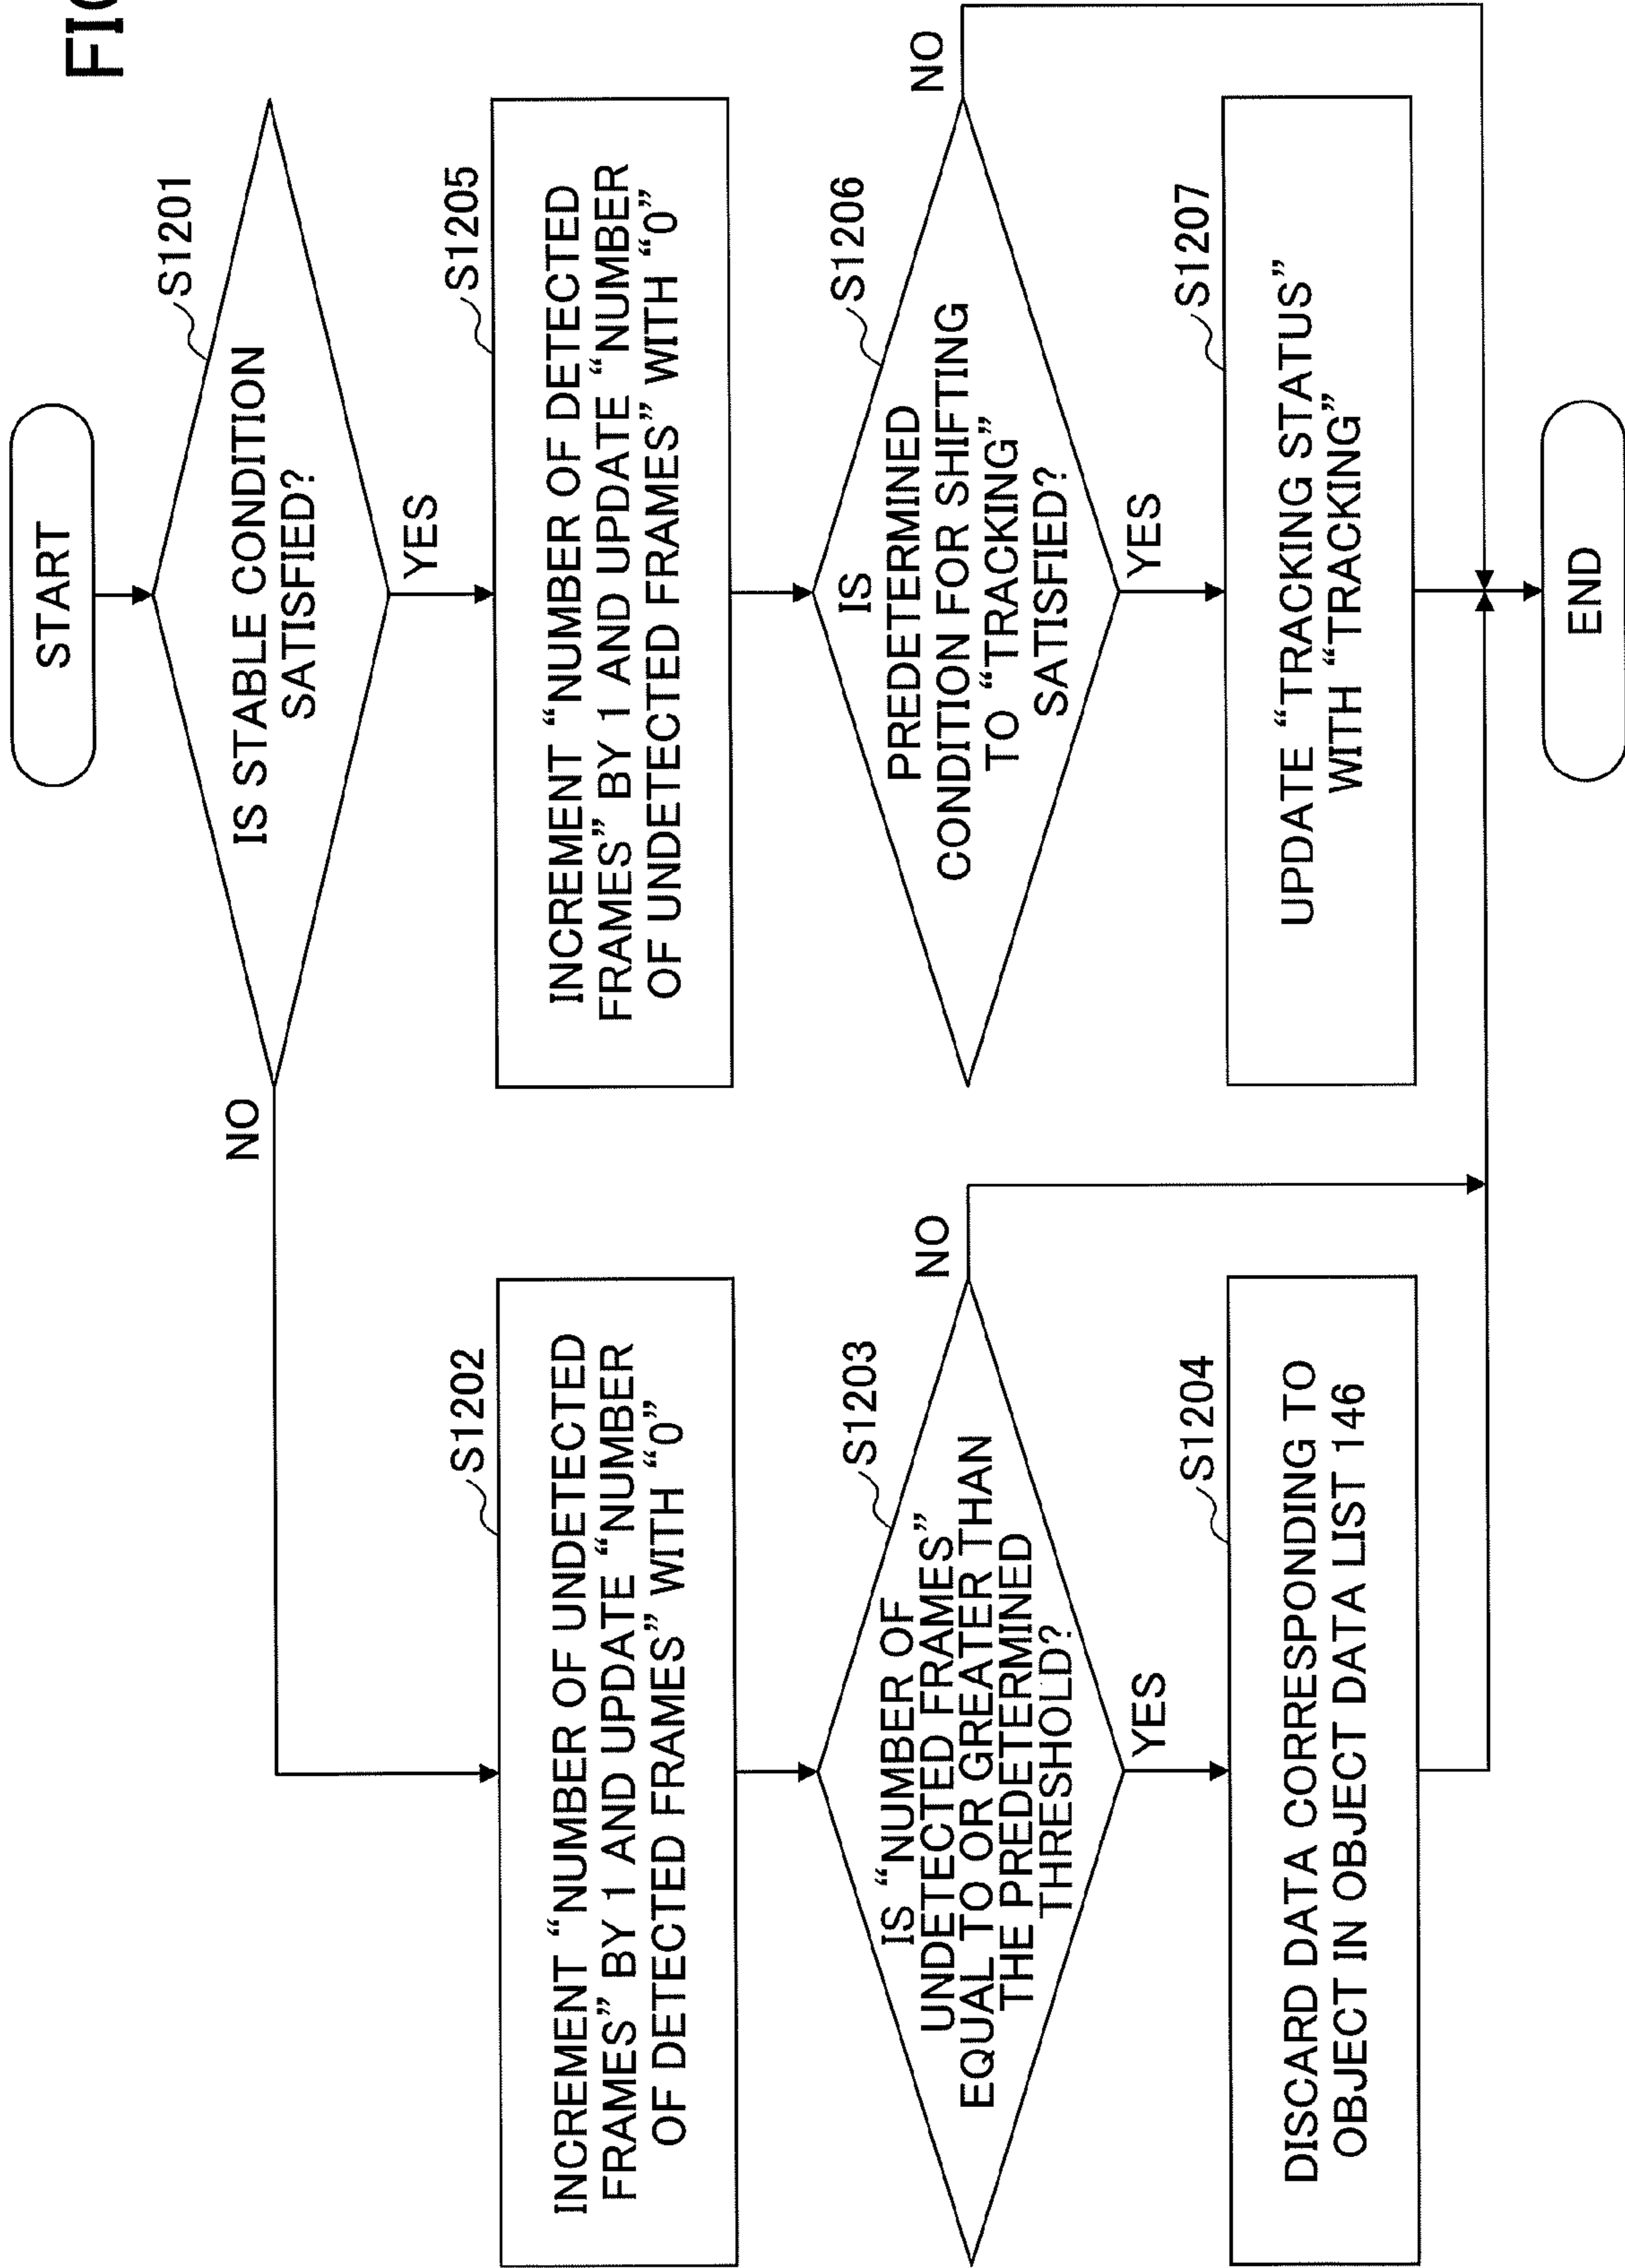 FIG
START
IS STABLE CONDITION
SATISFIED?
S1201
NO
YES
INCREMENT “NUMBER OF UNDETECTED
FRAMES” BY 1 AND UPDATE “NUMBER
OF DETECTED FRAMES” WITH “0”
S1202
INCREMENT “NUMBER OF DETECTED
FRAMES” BY 1 AND UPDATE “NUMBER
OF UNDETECTED FRAMES” WITH “0”
S1205
IS “NUMBER OF
UNDETECTED FRAMES”
EQUAL TO OR GREATER THAN
THE PREDETERMINED
THRESHOLD?
S1203
NO
YES
IS
PREDETERMINED
CONDITION FOR SHIFTING
TO “TRACKING”
SATISFIED?
S1206
NO
YES
DISCARD DATA CORRESPONDING TO
OBJECT IN OBJECT DATA LIST 146
S1204
UPDATE “TRACKING STATUS”
WITH “TRACKING”
S1207
END